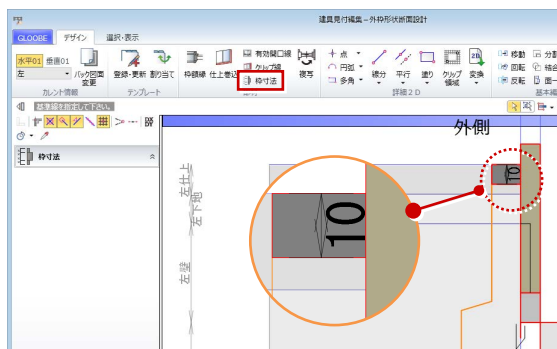 建具見付編集－外枠形状断面設計
GLOOBE デザイン 選択・表示
水平01 垂直01
左
バック図面
変更
登録・更新 割り当て
枠額縁 仕上巻込
有効開口線
クリップ線
枠寸法
複写
点
円弧
多角
線分 平行 塗り クリップ
領域 変換
移動 分割
回転 結合
反転 面一
カレント情報 テンプレート 詳細2D 基本編
基準線を指定して下さい。
枠寸法
外側
左仕上
左下地
左壁
10
10